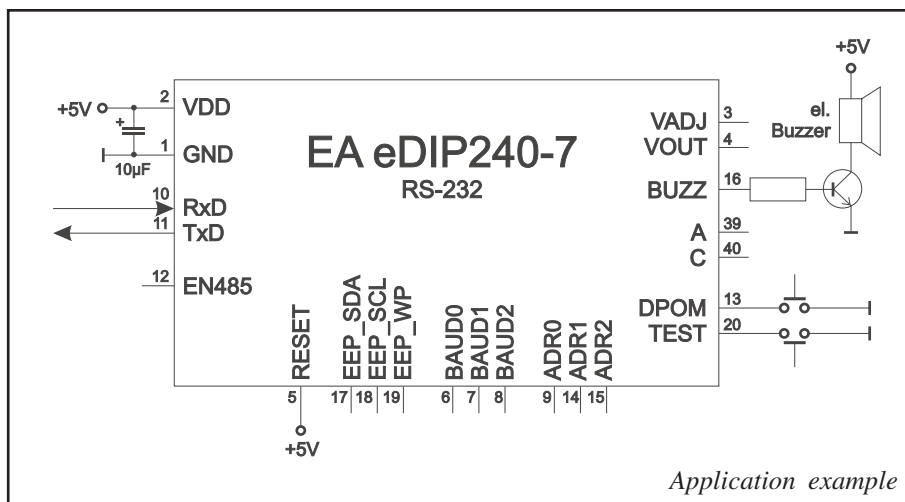 +5V
2
VDD
+5V
+
10µF
1
GND
10
RxD
11
TxD
12
EN485
EA eDIP240-7
RS-232
VADJ
3
VOUT
4
BUZZ
16
el.
Buzzer
A
39
C
40
DPOM
13
TEST
20
RESET
EEP_SDA
EEP_SCL
EEP_WP
BAUD0
BAUD1
BAUD2
ADR0
ADR1
ADR2
5
17
18
19
6
7
8
9
14
15
+5V
Application example